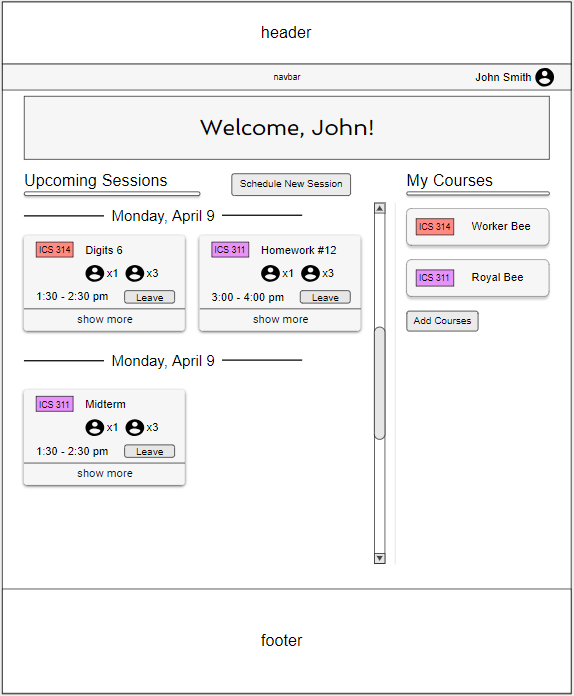 header
navbar
John Smith
Welcome, John!
Upcoming Sessions
Schedule New Session
Monday, April 9
ICS 314 Digits 6
x1 x3
1:30 - 2:30 pm Leave
show more
ICS 311 Homework #12
x1 x3
3:00 - 4:00 pm Leave
show more
Monday, April 9
ICS 311 Midterm
x1 x3
1:30 - 2:30 pm Leave
show more
My Courses
ICS 314 Worker Bee
ICS 311 Royal Bee
Add Courses
footer